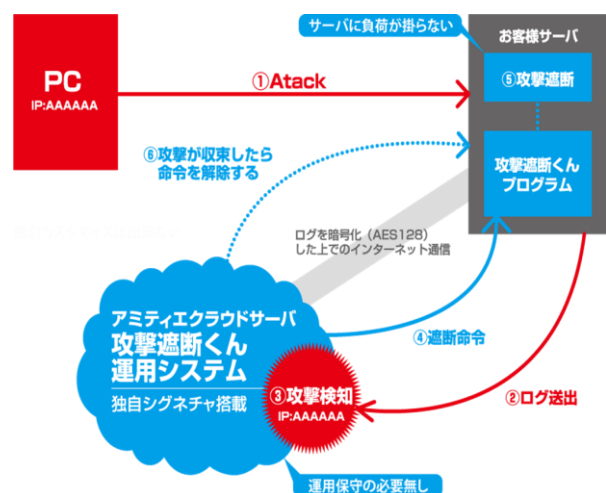 サーバに負荷が掛らない
お客様サーバ
PC
IP:AAAAAA
①Atack
⑤攻撃遮断
⑥攻撃が収束したら
命令を解除する
攻撃遮断くん
プログラム
ログを暗号化（AES128）
した上でのインターネット通信
アミティエクラウドサーバ
攻撃遮断くん
運用システム
独自シグネチャ搭載
③攻撃検知
IP:AAAAAA
④遮断命令
②ログ送出
運用保守の必要無し